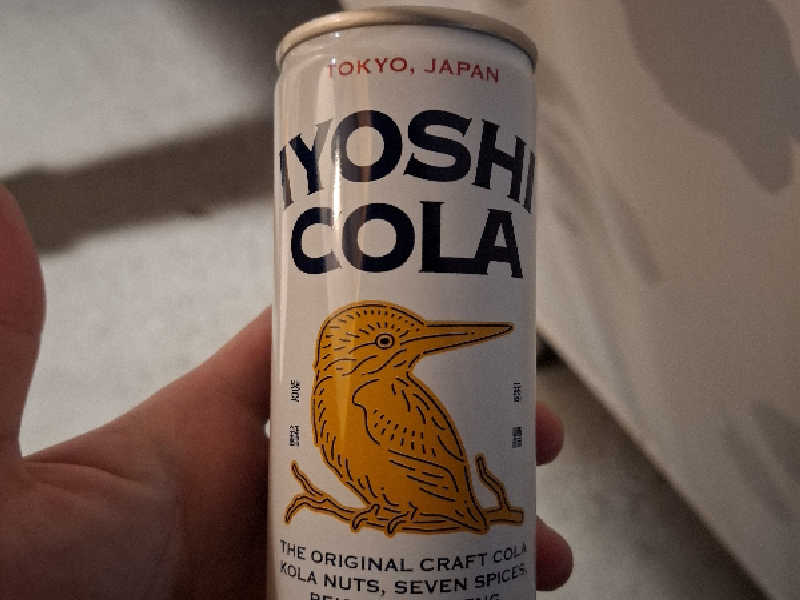 TOKYO, JAPAN
IYOSHI
COLA
THE ORIGINAL CRAFT COLA
KOLA NUTS, SEVEN SPICES,